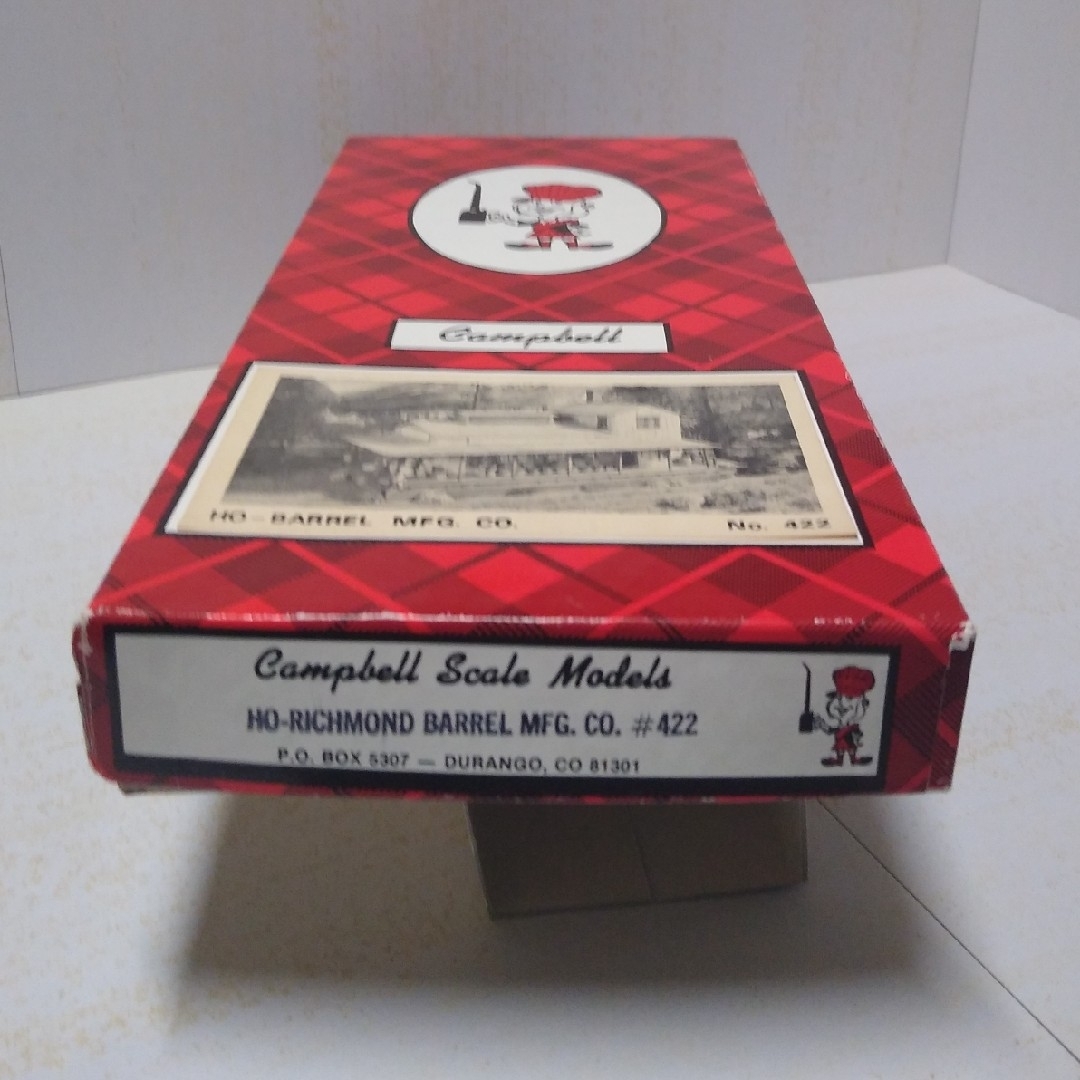 Campbell
HO-BARREL MFG. CO. No. 422
Campbell Scale Models
HO-RICHMOND BARREL MFG. CO. #422
P.O. BOX 5307 — DURANGO, CO 81301